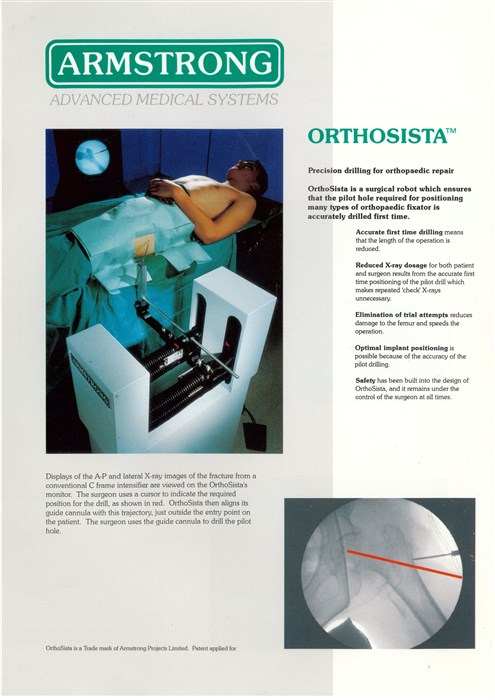 ARMSTRONG
ADVANCED MEDICAL SYSTEMS
ORTHOSISTA™
Precision drilling for orthopaedic repair
OrthoSista is a surgical robot which ensures
that the pilot hole required for positioning
many types of orthopaedic fixator is
accurately drilled first time.
Accurate first time drilling means
that the length of the operation is
reduced.
Reduced X-ray dosage for both patient
and surgeon results from the accurate first
time positioning of the pilot drill which
makes repeated 'check' X-rays
unnecessary.
Elimination of trial attempts reduces
damage to the femur and speeds the
operation.
Optimal implant positioning is
possible because of the accuracy of the
pilot drilling.
Safety has been built into the design of
OrthoSista, and it remains under the
control of the surgeon at all times.
ARMSTRONG
Displays of the A-P and lateral X-ray images of the fracture from a
conventional C frame intensifier are viewed on the OrthoSista's
monitor. The surgeon uses a cursor to indicate the required
position for the drill, as shown in red. OrthoSista then aligns its
guide cannula with this trajectory, just outside the entry point on
the patient. The surgeon uses the guide cannula to drill the pilot
hole.
OrthoSista is a Trade mark of Armstrong Projects Limited. Patent applied for